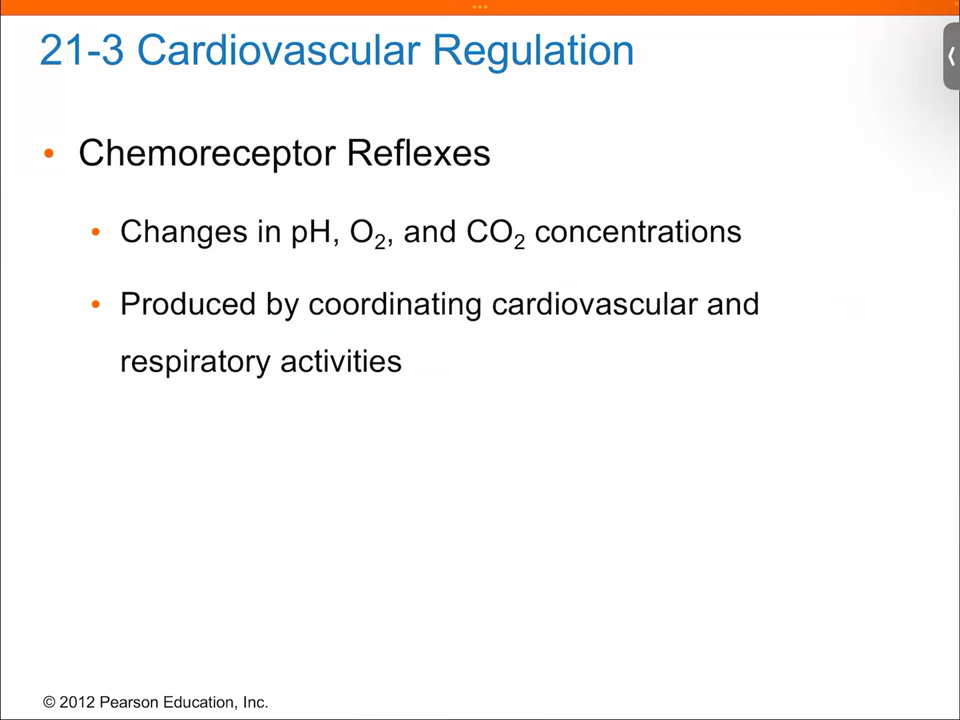 21-3 Cardiovascular Regulation
• Chemoreceptor Reflexes
• Changes in pH, O₂, and CO₂ concentrations
• Produced by coordinating cardiovascular and
respiratory activities
© 2012 Pearson Education, Inc.